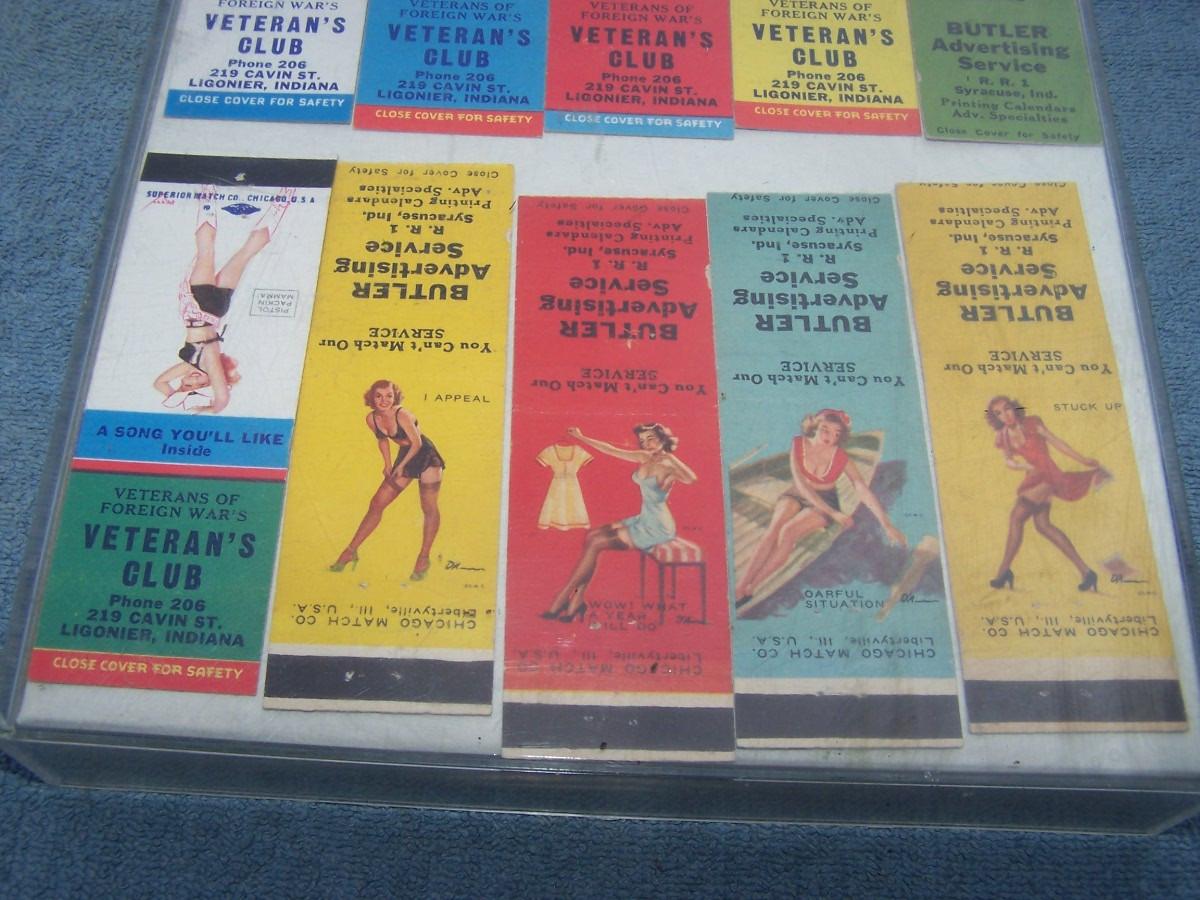 FOREIGN WAR'S
VETERAN'S
CLUB
Phone 206
219 CAVIN ST.
LIGONIER, INDIANA
CLOSE COVER FOR SAFETY
VETERANS OF
FOREIGN WAR'S
VETERAN'S
CLUB
Phone 206
219 CAVIN ST.
LIGONIER, INDIANA
CLOSE COVER FOR SAFETY
FOREIGN WAR'S
VETERAN'S
CLUB
Phone 206
219 CAVIN ST.
LIGONIER, INDIANA
CLOSE COVER FOR SAFETY
FOREIGN WAR'S
VETERAN'S
CLUB
Phone 206
219 CAVIN ST.
LIGONIER, INDIANA
CLOSE COVER FOR SAFETY
BUTLER
Advertising
Service
R. R. 1
Syracuse, Ind.
Printing Calendars
Adv. Specialties
Close Cover for Safety
SUPERIOR MATCH CO. CHICAGO, U.S.A
PISTOL
PACKIN
MAMMA!
A SONG YOU'LL LIKE
Inside
VETERANS OF
FOREIGN WAR'S
VETERAN'S
CLUB
Phone 206
219 CAVIN ST.
LIGONIER, INDIANA
CLOSE COVER FOR SAFETY
Close Cover for Safety
Adv. Specialties
Printing Calendars
Syracuse, Ind.
R. R. 1
Service
Advertising
BUTLER
SERVICE
You Can't Match Our
I APPEAL
CHICAGO MATCH CO.
Libertyville, Ill., U.S.A.
Close Cover for Safety
Adv. Specialties
Printing Calendars
Syracuse, Ind.
R. R. 1
Service
Advertising
BUTLER
SERVICE
You Can't Match Our
WOW! WHAT
A YEAR
WILL DO
CHICAGO MATCH CO.
Libertyville, Ill., U.S.A.
Close Cover for Safety
Adv. Specialties
Printing Calendars
Syracuse, Ind.
R. R. 1
Service
Advertising
BUTLER
SERVICE
You Can't Match Our
OARFUL
SITUATION
CHICAGO MATCH CO.
Libertyville, Ill., U.S.A.
Close Cover for Safety
Adv. Specialties
Printing Calendars
Syracuse, Ind.
R. R. 1
Service
Advertising
BUTLER
SERVICE
You Can't Match Our
STUCK UP
CHICAGO MATCH CO.
Libertyville, Ill., U.S.A.